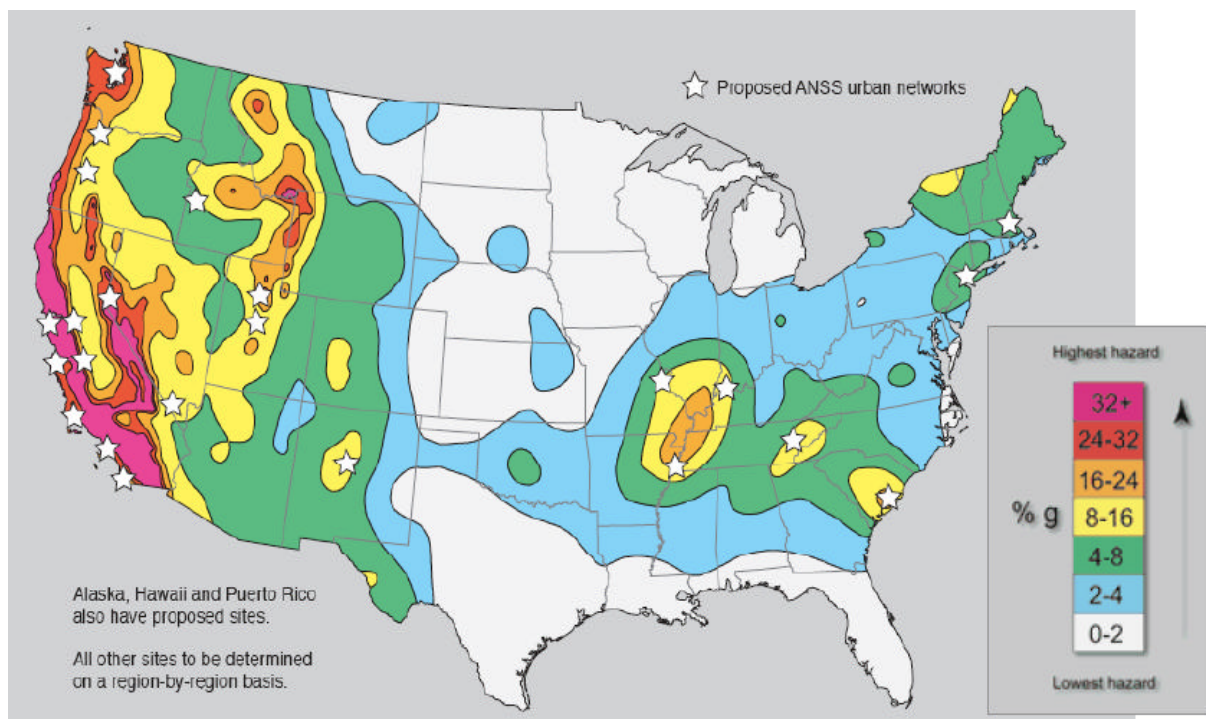 Proposed ANSS urban networks
Alaska, Hawaii and Puerto Rico
also have proposed sites.
All other sites to be determined
on a region-by-region basis.
Highest hazard
32+
24-32
16-24
% g
8-16
4-8
2-4
0-2
Lowest hazard